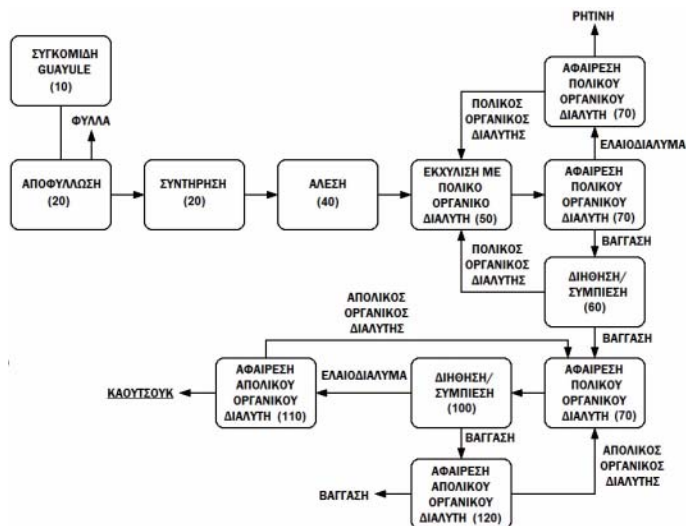 ΡΗΤΙΝΗ
ΣΥΓΚΟΜΙΔΗ
GUAYULE
(10)
ΦΥΛΛΑ
ΠΟΛΙΚΟΣ
ΟΡΓΑΝΙΚΟΣ
ΔΙΑΛΥΤΗΣ
ΑΦΑΙΡΕΣΗ
ΠΟΛΙΚΟΥ
ΟΡΓΑΝΙΚΟΥ
ΔΙΑΛΥΤΗ (70)
ΕΛΑΙΟΔΙΑΛΥΜΑ
ΑΠΟΦΥΛΛΩΣΗ
(20)
ΣΥΝΤΗΡΗΣΗ
(20)
ΑΛΕΣΗ
(40)
ΕΚΧΥΛΙΣΗ ΜΕ
ΠΟΛΙΚΟ
ΟΡΓΑΝΙΚΟ
ΔΙΑΛΥΤΗ (50)
ΑΦΑΙΡΕΣΗ
ΠΟΛΙΚΟΥ
ΟΡΓΑΝΙΚΟΥ
ΔΙΑΛΥΤΗ (70)
ΒΑΓΓΑΣΗ
ΠΟΛΙΚΟΣ
ΟΡΓΑΝΙΚΟΣ
ΔΙΑΛΥΤΗΣ
ΔΙΗΘΗΣΗ/
ΣΥΜΠΙΕΣΗ
(60)
ΒΑΓΓΑΣΗ
ΑΠΟΛΙΚΟΣ
ΟΡΓΑΝΙΚΟΣ
ΔΙΑΛΥΤΗΣ
ΚΑΟΥΤΣΟΥΚ
ΑΦΑΙΡΕΣΗ
ΑΠΟΛΙΚΟΥ
ΟΡΓΑΝΙΚΟΥ
ΔΙΑΛΥΤΗ (110)
ΕΛΑΙΟΔΙΑΛΥΜΑ
ΔΙΗΘΗΣΗ/
ΣΥΜΠΙΕΣΗ
(100)
ΑΦΑΙΡΕΣΗ
ΠΟΛΙΚΟΥ
ΟΡΓΑΝΙΚΟΥ
ΔΙΑΛΥΤΗ (70)
ΒΑΓΓΑΣΗ
ΑΠΟΛΙΚΟΣ
ΟΡΓΑΝΙΚΟΣ
ΔΙΑΛΥΤΗΣ
ΒΑΓΓΑΣΗ
ΑΦΑΙΡΕΣΗ
ΑΠΟΛΙΚΟΥ
ΟΡΓΑΝΙΚΟΥ
ΔΙΑΛΥΤΗ (120)